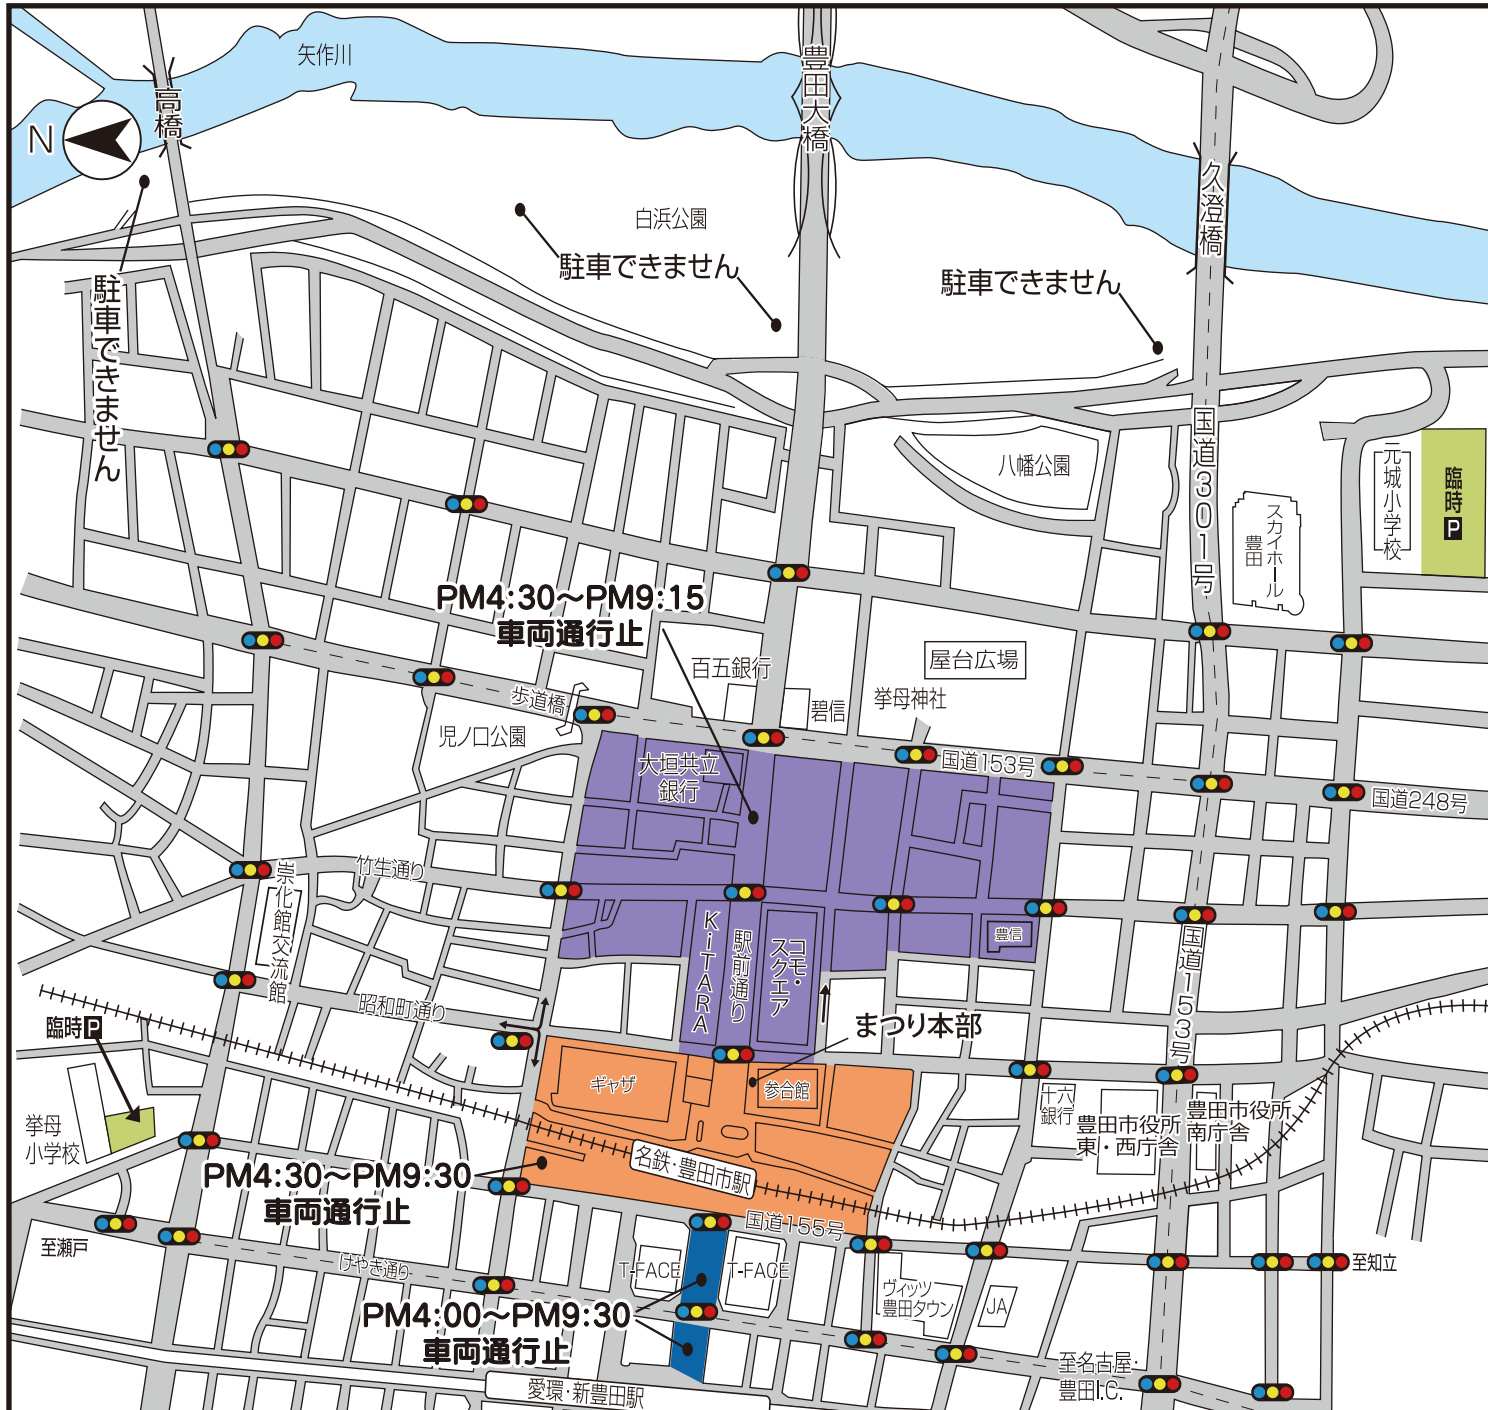 矢作川
豊田大橋
高橋
N
久澄橋
白浜公園
駐車できません
駐車できません
駐車できません
国道301号
八幡公園
元城小学校
臨時P
スカイホール
豊田
PM4:30〜PM9:15
車両通行止
屋台広場
百五銀行
碧信
挙母神社
歩道橋
児ノ口公園
大垣共立
銀行
国道153号
国道248号
竹生通り
崇化館交流館
KiTARA
駅前通り
コモ・
スクエア
豊信
国道153号
昭和町通り
臨時P
まつり本部
ギャザ
参合館
十六
銀行
豊田市役所
東・西庁舎
豊田市役所
南庁舎
挙母
小学校
名鉄・豊田市駅
PM4:30〜PM9:30
車両通行止
国道155号
至瀬戸
けやき通り
T-FACE
T-FACE
至知立
ヴィッツ
豊田タウン
JA
PM4:00〜PM9:30
車両通行止
至名古屋・
豊田I.C.
愛環・新豊田駅